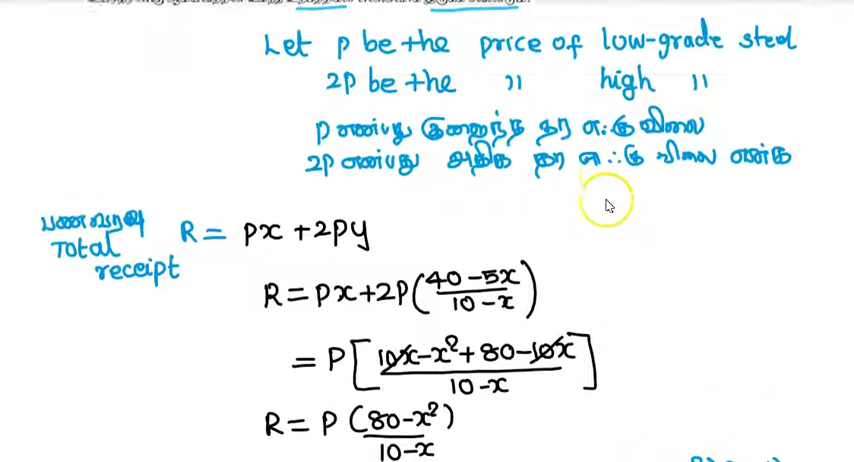 Let p be the price of low-grade steel
2p be the " high "
p என்பது குறைந்த தர எஃகு விலை
2p என்பது அதிக தர எஃகு விலை என்க
பணவரவு
Total receipt
R = px + 2py
R = px + 2p((40 - 5x)/(10 - x))
= P[(10x - x² + 80 - 10x)/(10 - x)]
R = P (80 - x²)/(10 - x)